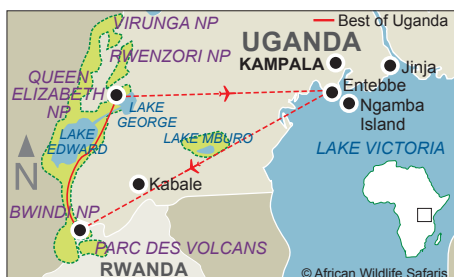 VIRUNGA NP
Best of Uganda
RWENZORI NP
UGANDA
KAMPALA
Jinja
QUEEN
ELIZABETH
NP
Entebbe
LAKE
GEORGE
Ngamba
Island
LAKE
EDWARD
LAKE MBURO
LAKE VICTORIA
N
Kabale
BWINDI NP
PARC DES VOLCANS
RWANDA
© African Wildlife Safaris